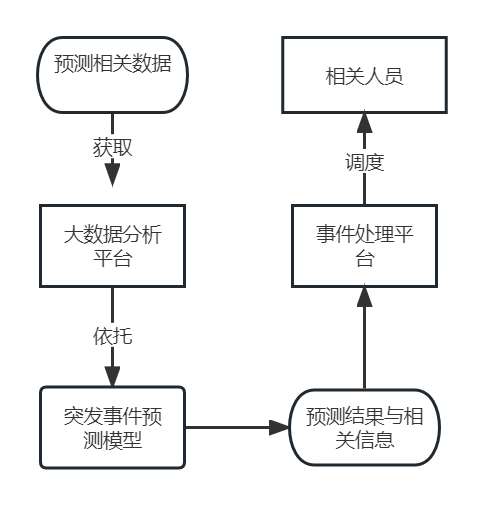 预测相关数据
获取
大数据分析
平台
依托
突发事件预
测模型
预测结果与相
关信息
事件处理平
台
调度
相关人员